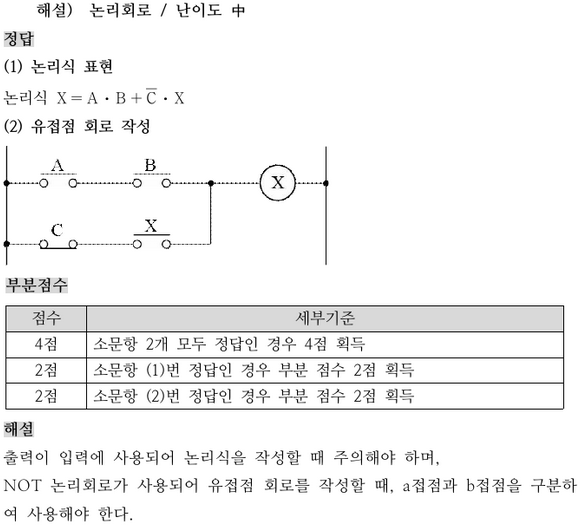 해설) 논리회로 / 난이도 中
정답
(1) 논리식 표현
논리식 X = A · B + C̅ · X
(2) 유접점 회로 작성
A B
X
C X
부분점수
점수 세부기준
4점 소문항 2개 모두 정답인 경우 4점 획득
2점 소문항 (1)번 정답인 경우 부분 점수 2점 획득
2점 소문항 (2)번 정답인 경우 부분 점수 2점 획득
해설
출력이 입력에 사용되어 논리식을 작성할 때 주의해야 하며,
NOT 논리회로가 사용되어 유접점 회로를 작성할 때, a접점과 b접점을 구분하
여 사용해야 한다.